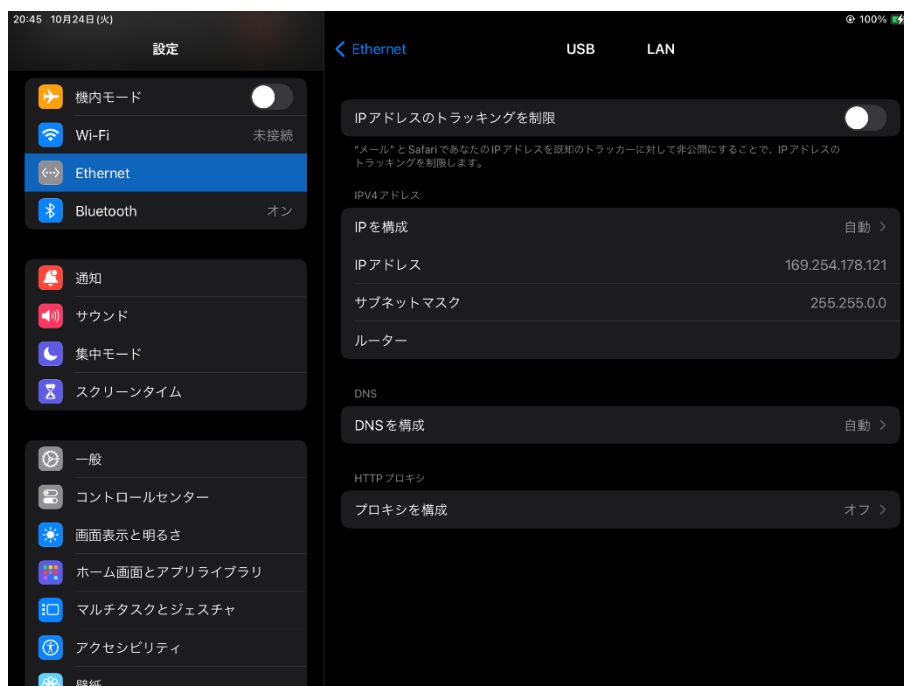 20:45 10月24日(火)
100%
設定
機内モード
Wi-Fi 未接続
Ethernet
Bluetooth オン
通知
サウンド
集中モード
スクリーンタイム
一般
コントロールセンター
画面表示と明るさ
ホーム画面とアプリライブラリ
マルチタスクとジェスチャ
アクセシビリティ
壁紙
Ethernet USB LAN
IPアドレスのトラッキングを制限
"メール"とSafariであなたのIPアドレスを既知のトラッカーに対して非公開にすることで、IPアドレスの
トラッキングを制限します。
IPV4アドレス
IPを構成 自動
IPアドレス 169.254.178.121
サブネットマスク 255.255.0.0
ルーター
DNS
DNSを構成 自動
HTTPプロキシ
プロキシを構成 オフ